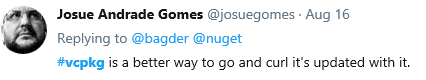 Josue Andrade Gomes @josuegomes · Aug 16
Replying to @bagder @nuget
#vcpkg is a better way to go and curl it's updated with it.